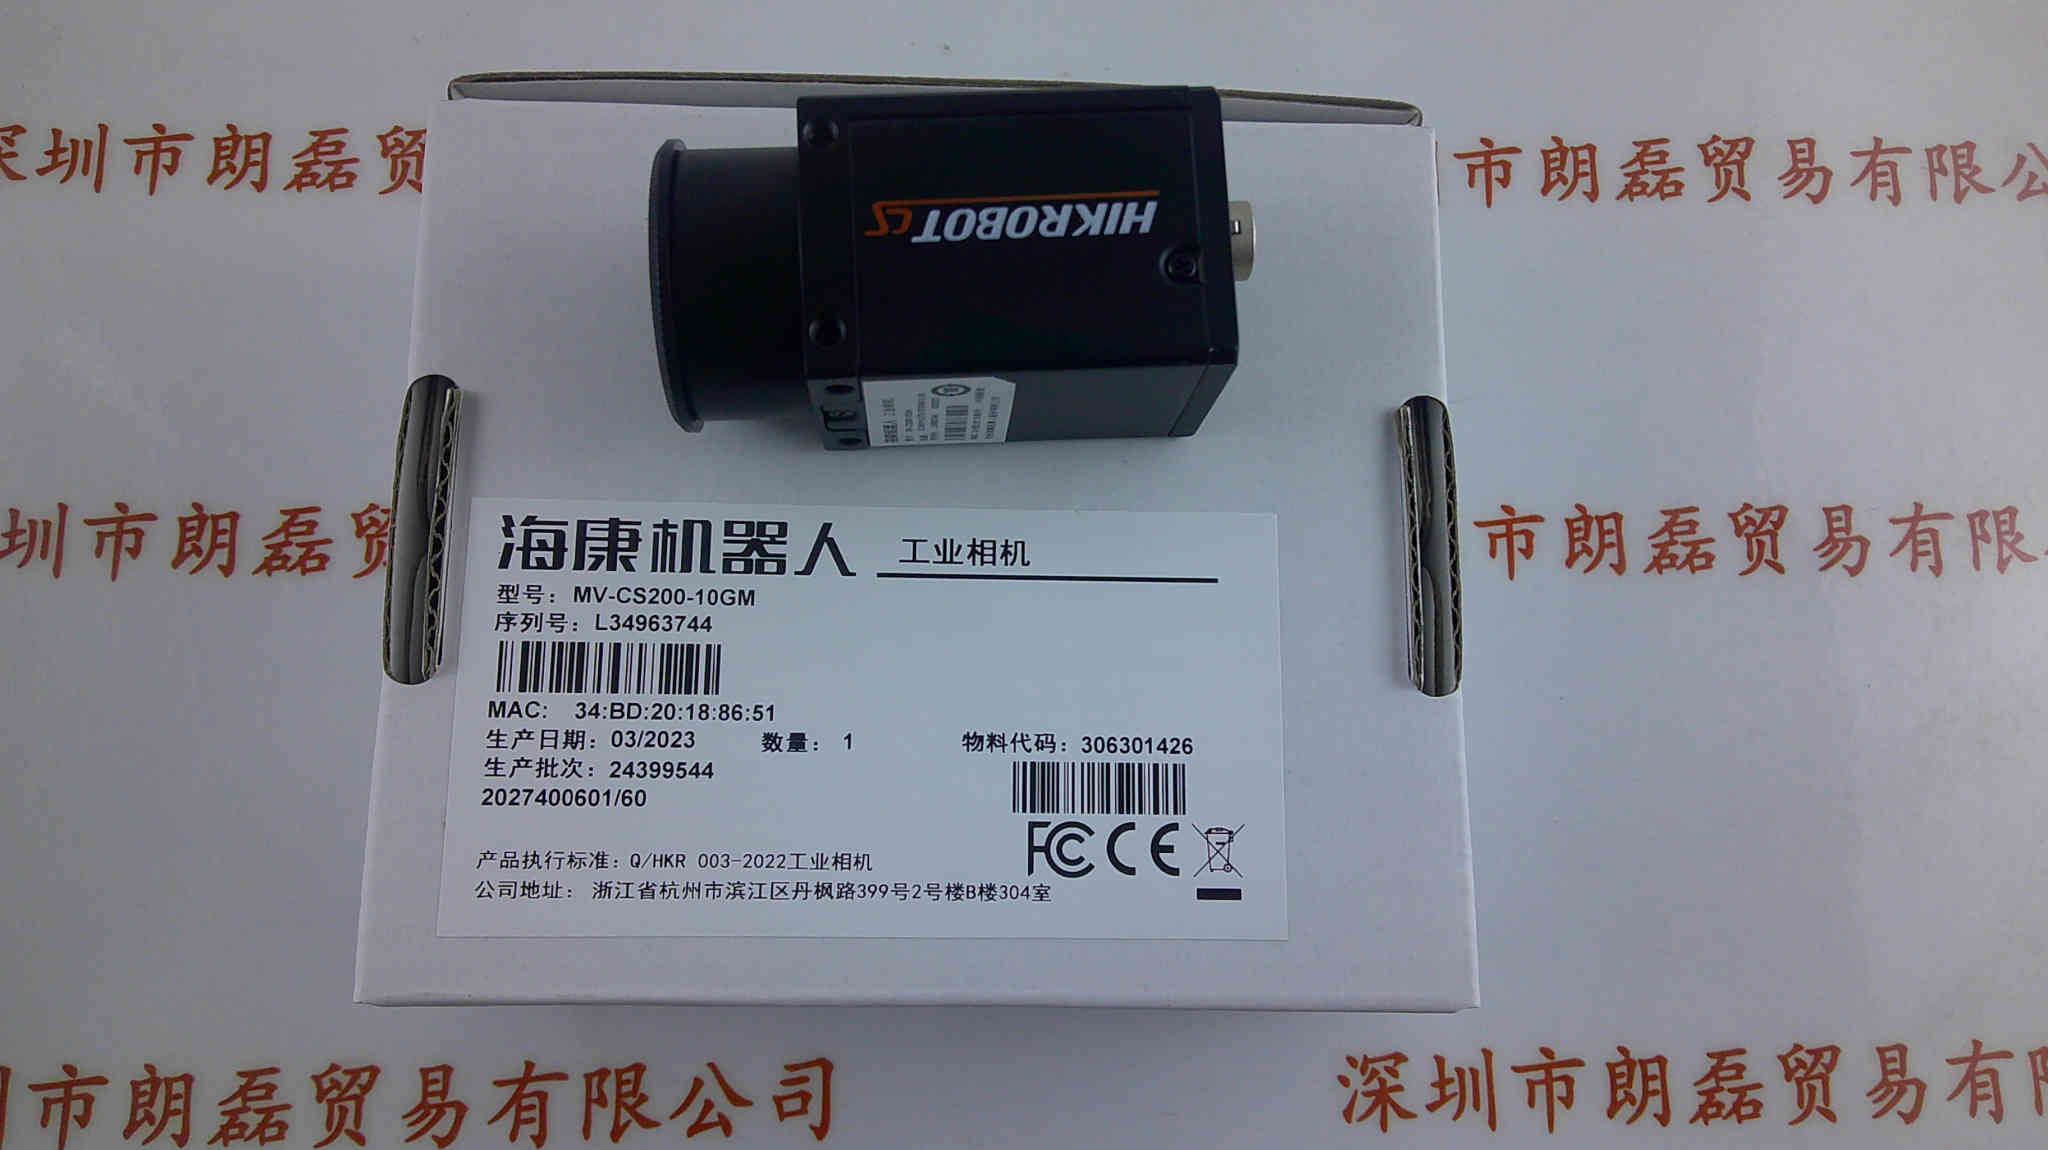 深圳市朗磊贸
市朗磊贸易有限公
HIKROBOT CS
圳市朗磊贸
市朗磊贸易有限
海康机器人 工业相机
型号：MV-CS200-10GM
序列号：L34963744
MAC: 34:BD:20:18:86:51
生产日期：03/2023 数量：1 物料代码：306301426
生产批次：24399544
2027400601/60
FC CE
产品执行标准：Q/HKR 003-2022工业相机
公司地址：浙江省杭州市滨江区丹枫路399号2号楼B楼304室
圳市朗磊贸易有限公司
深圳市朗磊贸易有